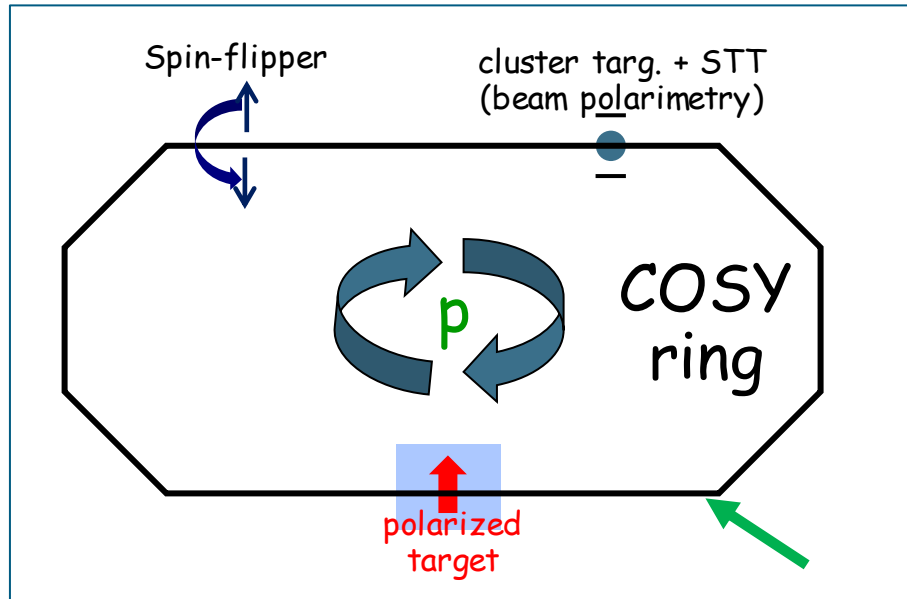 Spin-flipper
cluster targ. + STT
(beam polarimetry)
COSY
ring
p
polarized
target